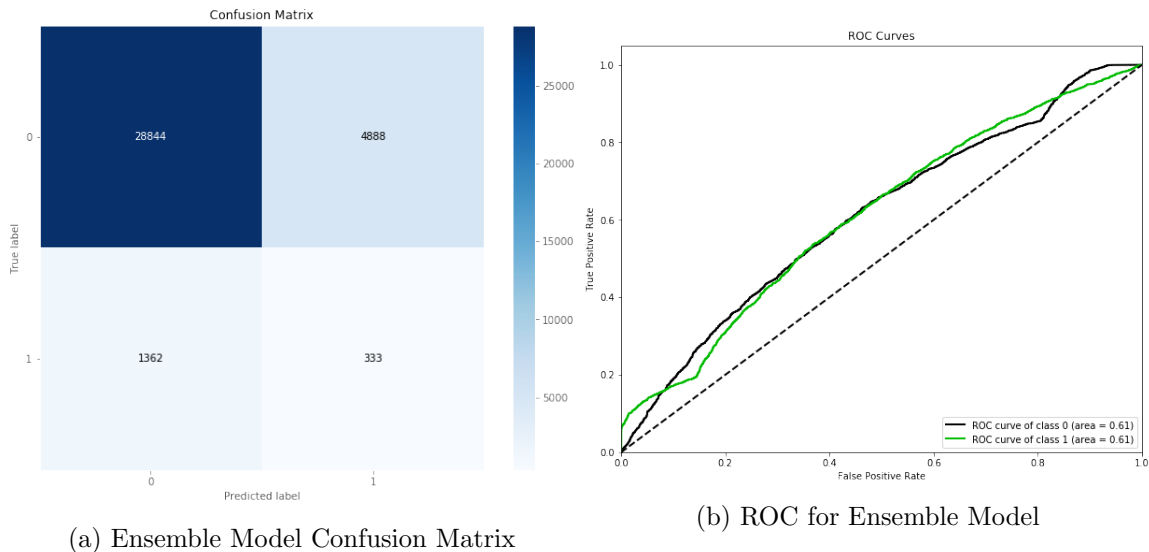 Confusion Matrix
0
1
True label
28844
4888
1362
333
0
1
Predicted label
25000
20000
15000
10000
5000
(a) Ensemble Model Confusion Matrix
ROC Curves
True Positive Rate
1.0
0.8
0.6
0.4
0.2
0.0
0.0
0.2
0.4
0.6
0.8
1.0
False Positive Rate
ROC curve of class 0 (area = 0.61)
ROC curve of class 1 (area = 0.61)
(b) ROC for Ensemble Model